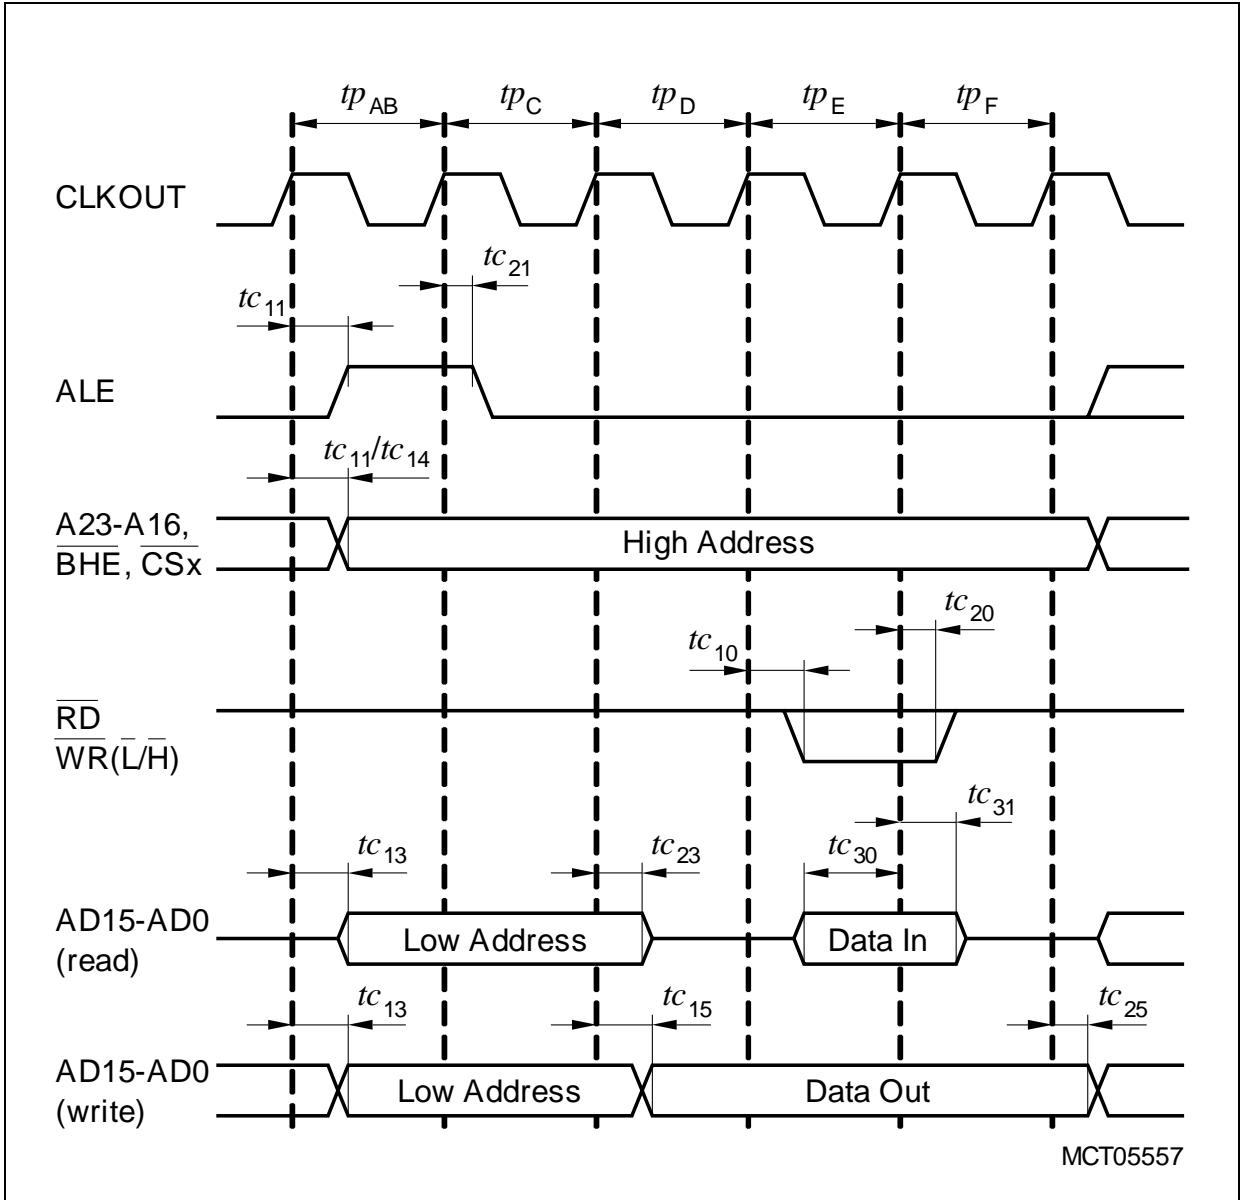 tpAB tpC tpD tpE tpF
CLKOUT
tc21
tc11
ALE
tc11/tc14
A23-A16,
BHE, CSx
High Address
tc20
tc10
RD
WR(L/H)
tc31
tc13 tc23 tc30
AD15-AD0
(read)
Low Address Data In
tc13 tc15 tc25
AD15-AD0
(write)
Low Address Data Out
MCT05557